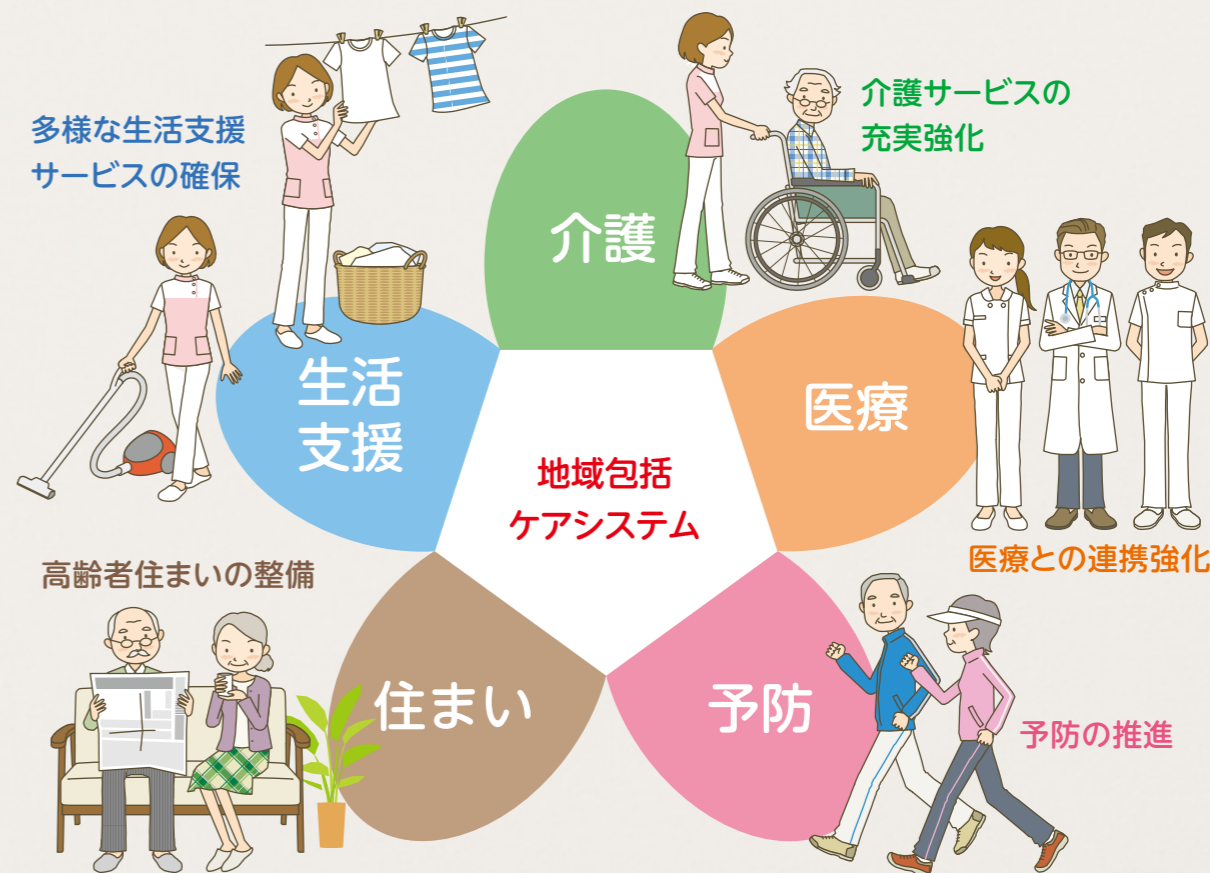 多様な生活支援
サービスの確保
介護サービスの
充実強化
介護
生活
支援
医療
地域包括
ケアシステム
医療との連携強化
高齢者住まいの整備
住まい
予防
予防の推進